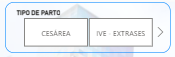 TIPO DE PARTO
CESÁREA IVE - EXTRASES